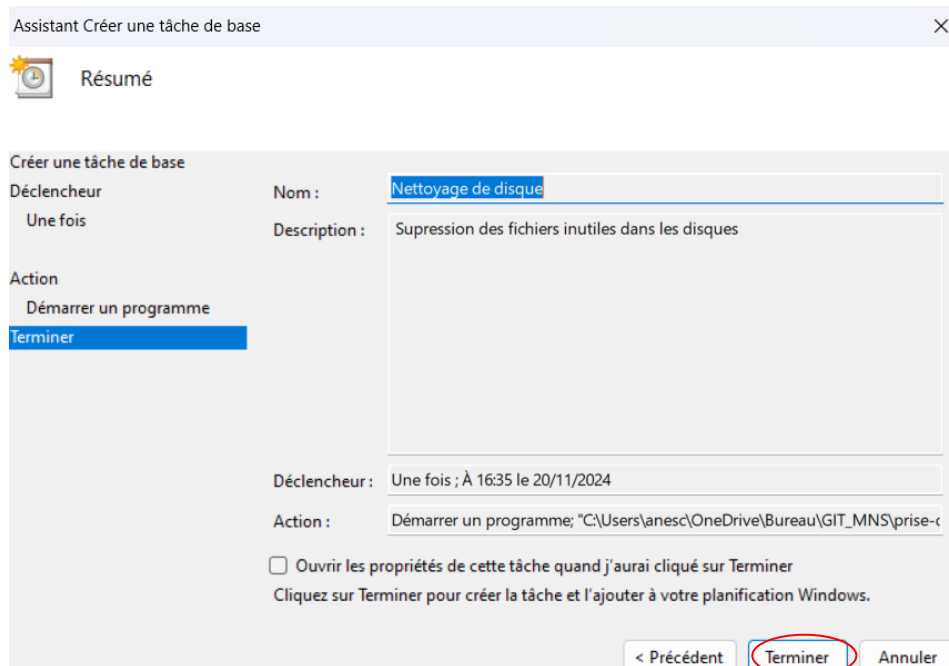 Assistant Créer une tâche de base
Résumé
Créer une tâche de base
Déclencheur
Une fois
Action
Démarrer un programme
Terminer
Nom : Nettoyage de disque
Description : Supression des fichiers inutiles dans les disques
Déclencheur : Une fois ; À 16:35 le 20/11/2024
Action : Démarrer un programme; "C:\Users\anesc\OneDrive\Bureau\GIT_MNS\prise-
Ouvrir les propriétés de cette tâche quand j'aurai cliqué sur Terminer
Cliquez sur Terminer pour créer la tâche et l'ajouter à votre planification Windows.
< Précédent Terminer Annuler